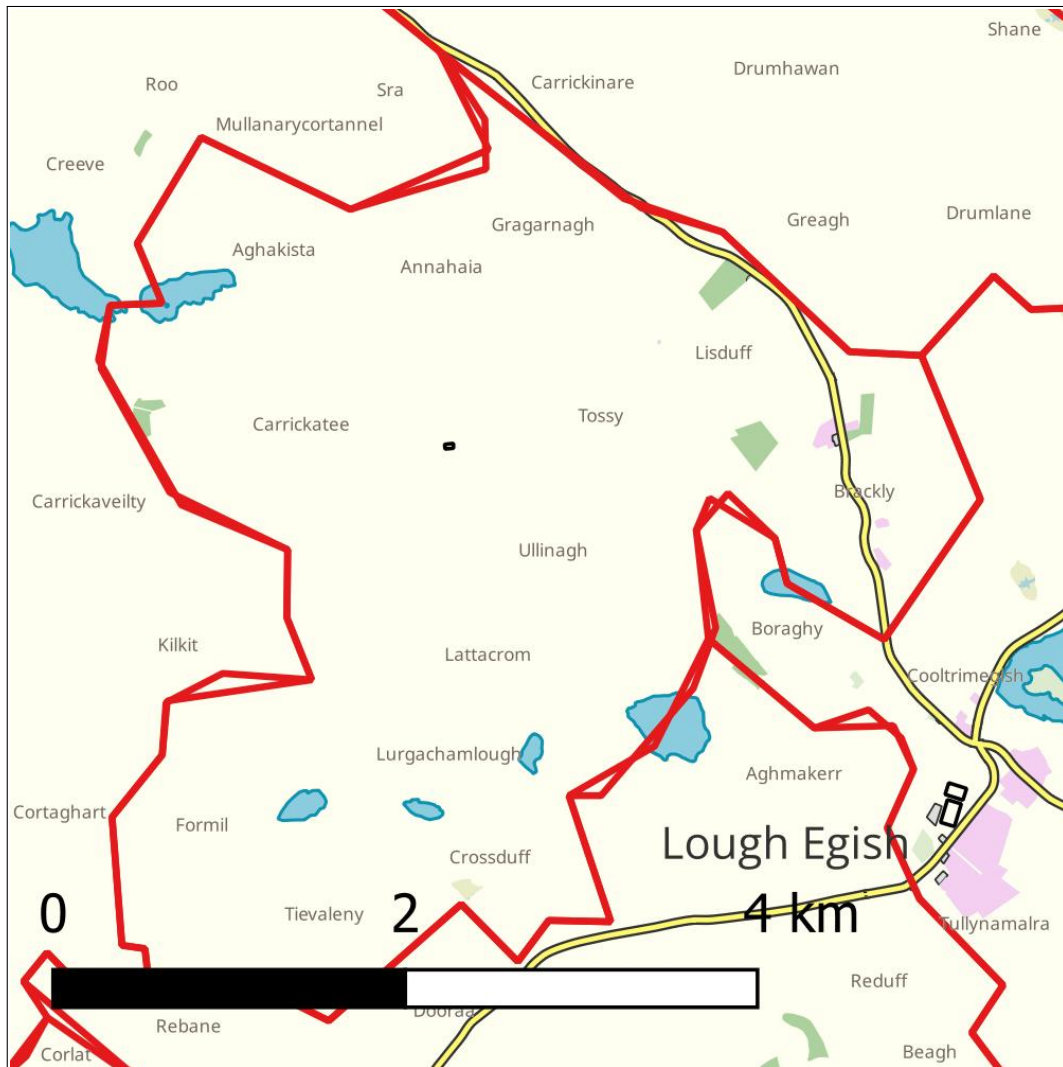 Shane
Drumhawan
Carrickinare
Roo
Sra
Mullanarycortannel
Creeve
Drumlane
Greagh
Gragarnagh
Aghakista
Annahaia
Lisduff
Tossy
Carrickatee
Brackly
Carrickaveilty
Ullinagh
Boraghy
Kilkit
Lattacrom
Cooltrimegish
Lurgachamlough
Aghmakerr
Cortaghart
Formil
Lough Egish
Crossduff
0 2 4 km
Tievaleny
Tullynamalra
Reduff
Dooraa
Rebane
Corlat
Beagh